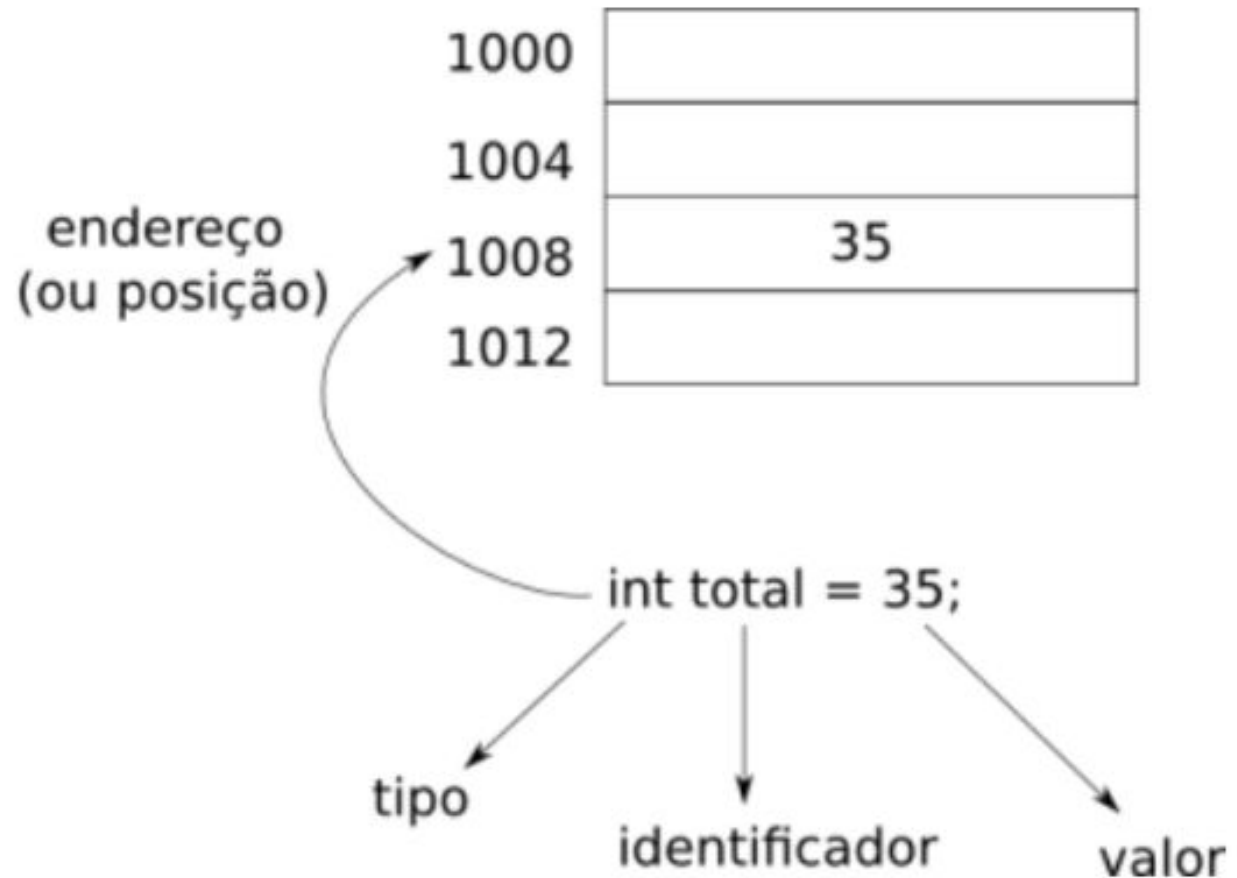 1000
1004
endereço
(ou posição)
1008
35
1012
int total = 35;
tipo
identificador
valor